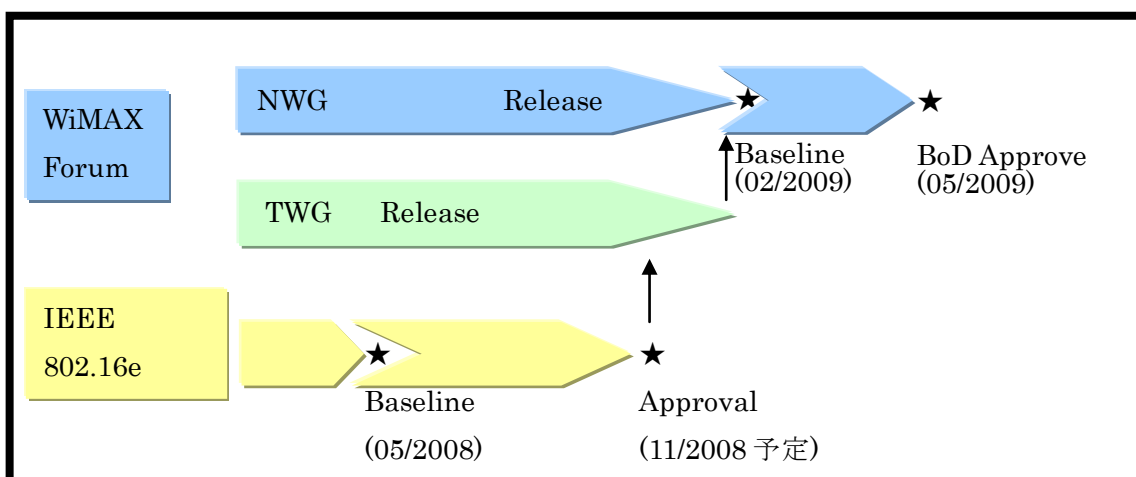 WiMAX
Forum
NWG Release
Baseline
(02/2009)
BoD Approve
(05/2009)
TWG Release
IEEE
802.16e
Baseline
(05/2008)
Approval
(11/2008 予定)